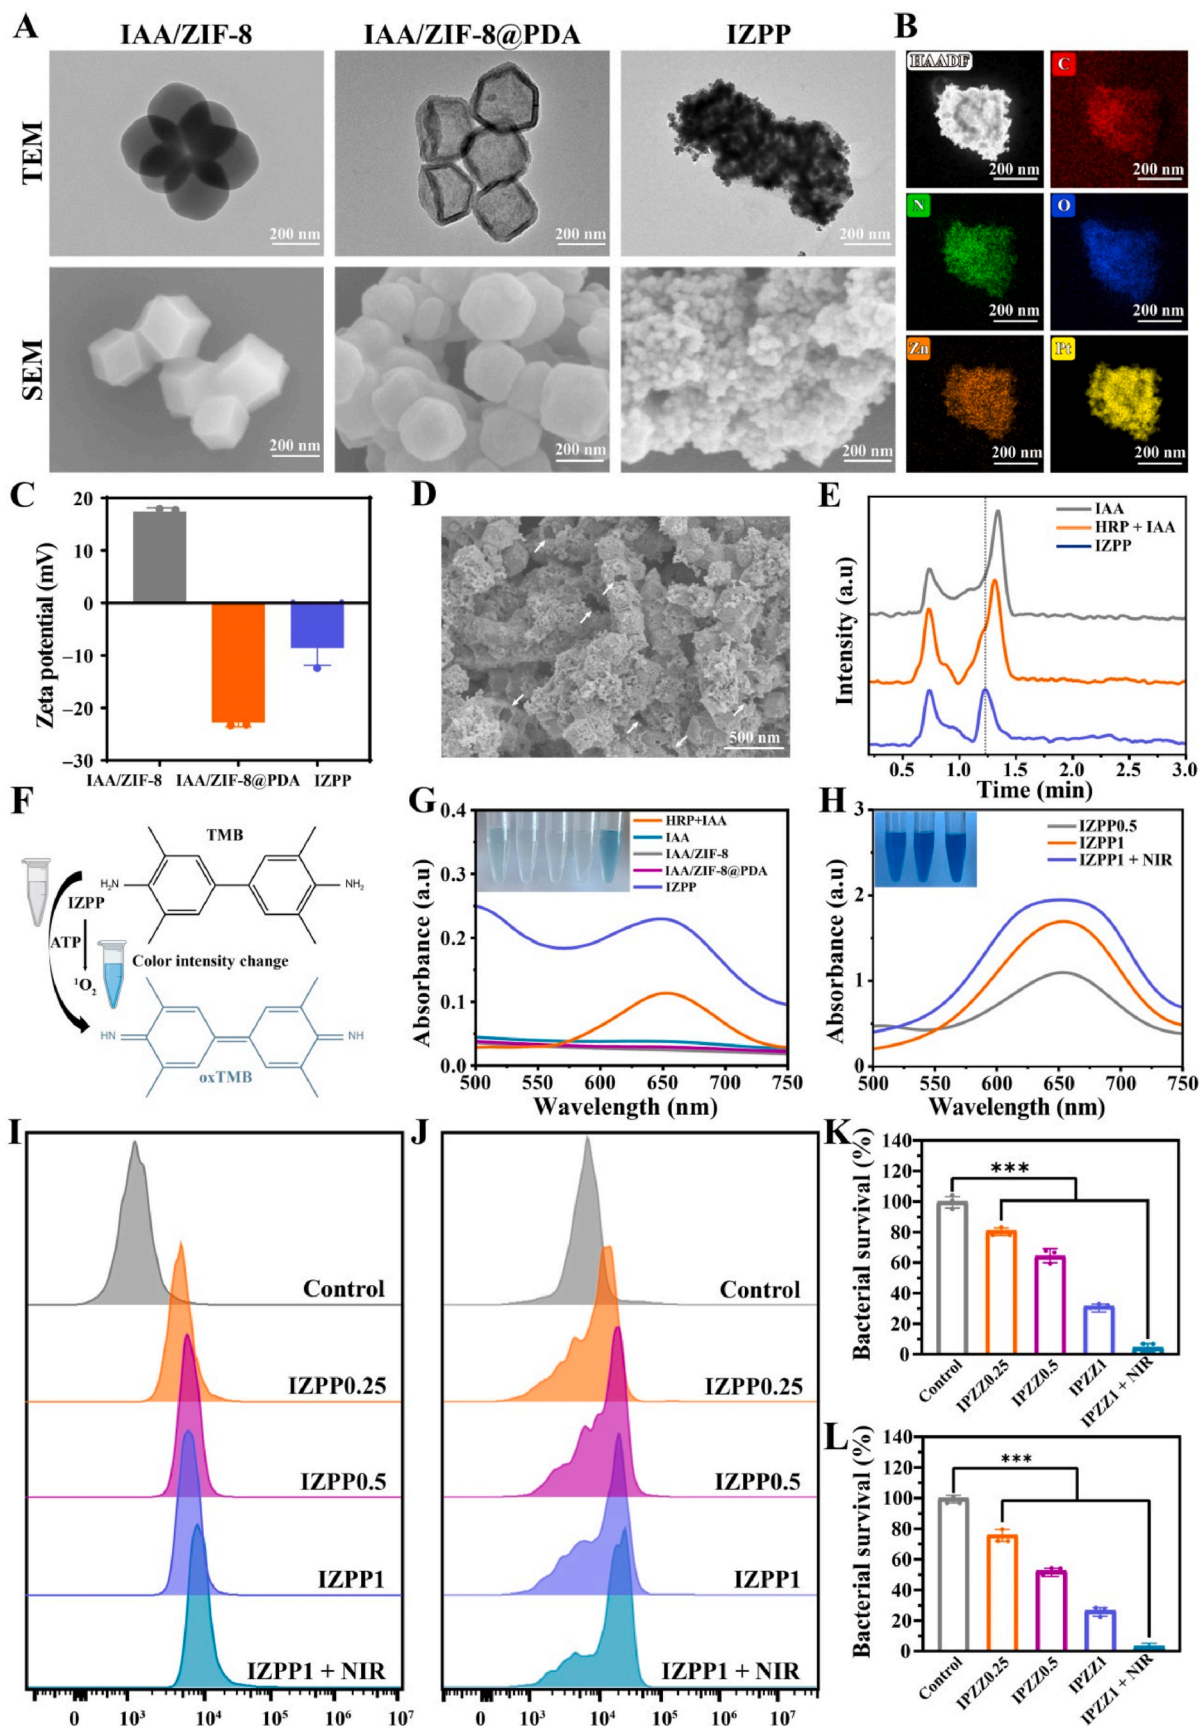 A
IAA/ZIF-8
IAA/ZIF-8@PDA
IZPP
TEM
200 nm
200 nm
200 nm
SEM
200 nm
200 nm
200 nm
B
HAADF
C
200 nm
200 nm
N
O
200 nm
200 nm
Zn
Pt
200 nm
200 nm
C
Zeta potential (mV)
20
10
0
−10
−20
−30
IAA/ZIF-8
IAA/ZIF-8@PDA
IZPP
D
500 nm
E
Intensity (a.u)
IAA
HRP + IAA
IZPP
0.5
1.0
1.5
2.0
2.5
3.0
Time (min)
F
TMB
H₂N
NH₂
IZPP
ATP
¹O₂
Color intensity change
HN
NH
oxTMB
G
Absorbance (a.u)
0.4
0.3
0.2
0.1
0.0
HRP+IAA
IAA
IAA/ZIF-8
IAA/ZIF-8@PDA
IZPP
500
550
600
650
700
750
Wavelength (nm)
H
Absorbance (a.u)
3
2
1
0
IZPP0.5
IZPP1
IZPP1 + NIR
500
550
600
650
700
750
Wavelength (nm)
I
Control
IZPP0.25
IZPP0.5
IZPP1
IZPP1 + NIR
0
10³
10⁴
10⁵
10⁶
10⁷
J
Control
IZPP0.25
IZPP0.5
IZPP1
IZPP1 + NIR
0
10³
10⁴
10⁵
10⁶
10⁷
K
Bacterial survival (%)
140
120
100
80
60
40
20
0
***
Control
IPZZ0.25
IPZZ0.5
IPZZ1
IPZZ1 + NIR
L
Bacterial survival (%)
140
120
100
80
60
40
20
0
***
Control
IPZZ0.25
IPZZ0.5
IPZZ1
IPZZ1 + NIR